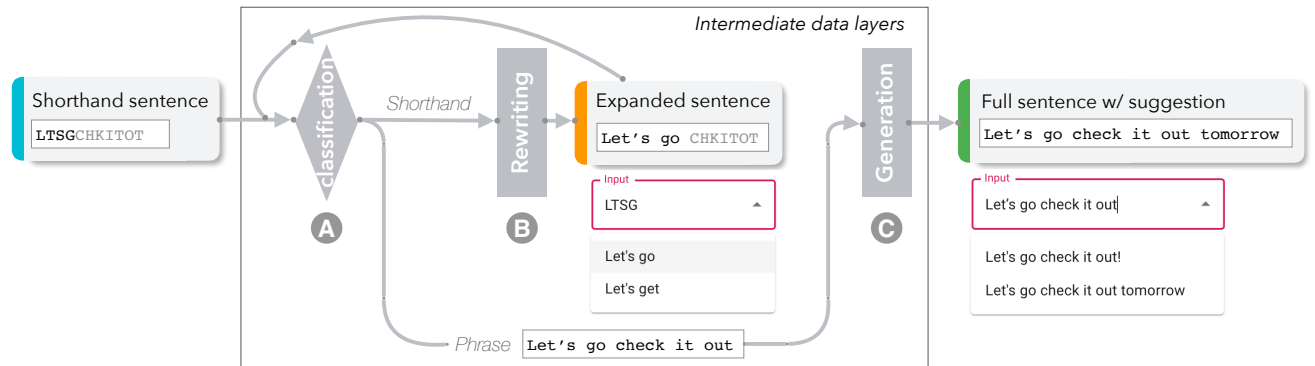 Intermediate data layers
Shorthand sentence
LTSGCHKITOT
classification
A
Shorthand
Rewriting
B
Expanded sentence
Let's go CHKITOT
Input
LTSG
Let's go
Let's get
Phrase
Let's go check it out
Generation
C
Full sentence w/ suggestion
Let's go check it out tomorrow
Input
Let's go check it out
Let's go check it out!
Let's go check it out tomorrow